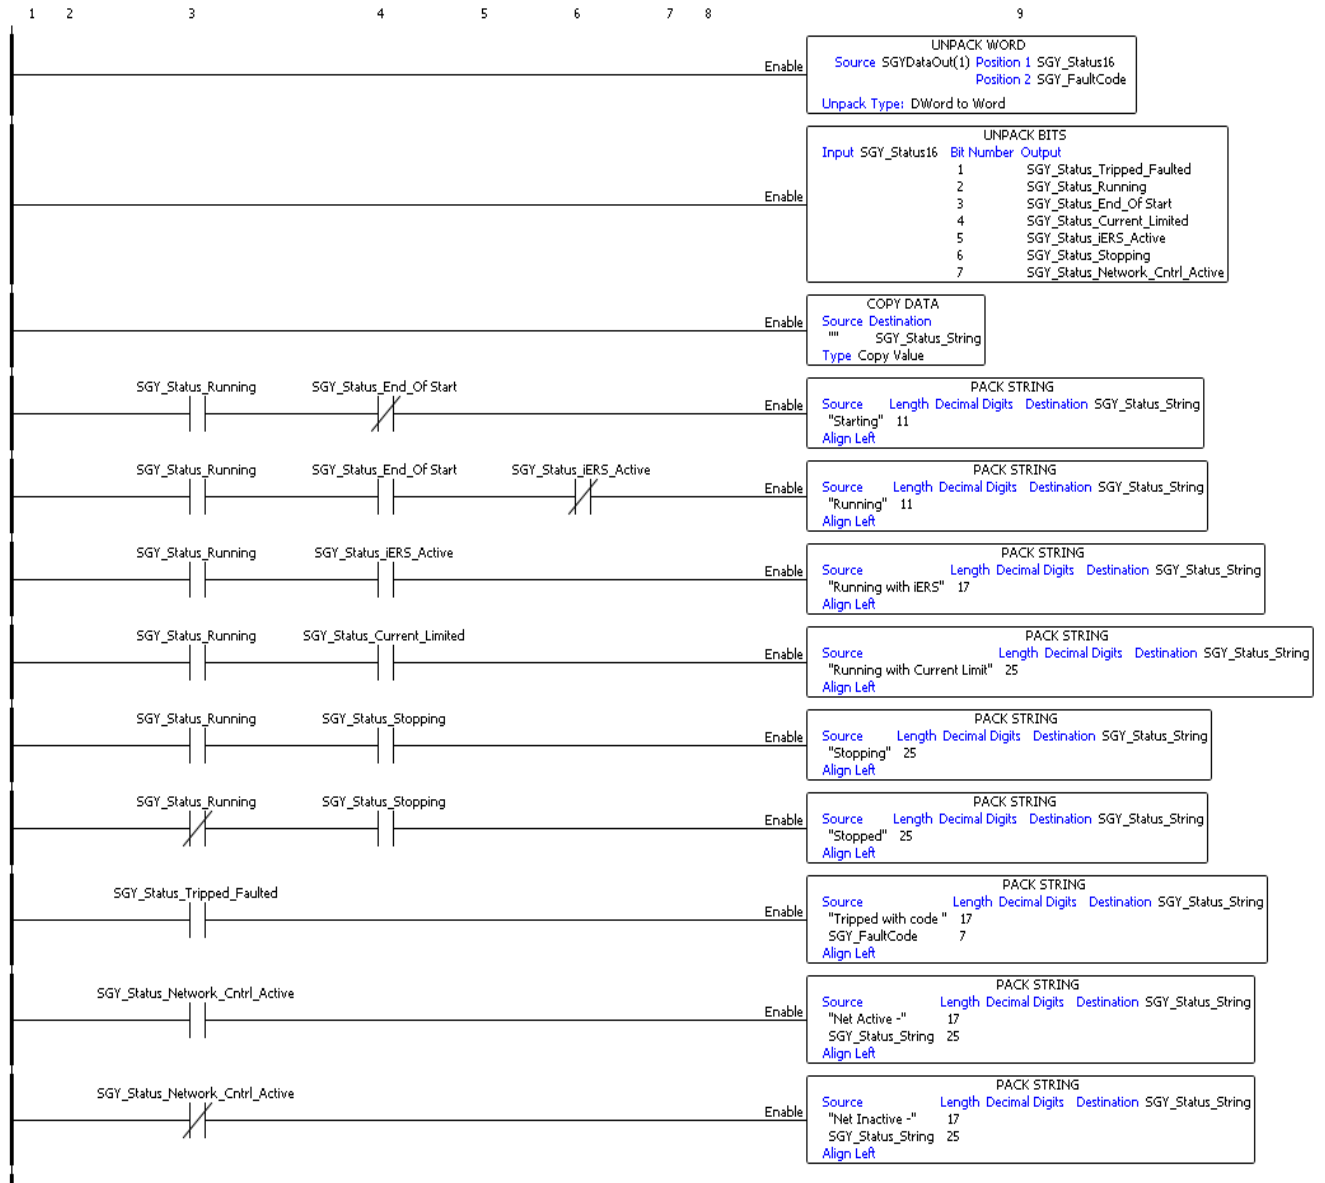 1 2 3 4 5 6 7 8 9
UNPACK WORD
Enable Source SGYDataOut(1) Position 1 SGY_Status16
Position 2 SGY_FaultCode
Unpack Type: DWord to Word
UNPACK BITS
Input SGY_Status16 Bit Number Output
1 SGY_Status_Tripped_Faulted
2 SGY_Status_Running
Enable
3 SGY_Status_End_Of Start
4 SGY_Status_Current_Limited
5 SGY_Status_iERS_Active
6 SGY_Status_Stopping
7 SGY_Status_Network_Cntrl_Active
COPY DATA
Enable Source Destination
"" SGY_Status_String
Type Copy Value
SGY_Status_Running SGY_Status_End_Of Start PACK STRING
Enable Source Length Decimal Digits Destination SGY_Status_String
"Starting" 11
Align Left
SGY_Status_Running SGY_Status_End_Of Start SGY_Status_iERS_Active PACK STRING
Enable Source Length Decimal Digits Destination SGY_Status_String
"Running" 11
Align Left
SGY_Status_Running SGY_Status_iERS_Active PACK STRING
Enable Source Length Decimal Digits Destination SGY_Status_String
"Running with iERS" 17
Align Left
SGY_Status_Running SGY_Status_Current_Limited PACK STRING
Enable Source Length Decimal Digits Destination SGY_Status_String
"Running with Current Limit" 25
Align Left
SGY_Status_Running SGY_Status_Stopping PACK STRING
Enable Source Length Decimal Digits Destination SGY_Status_String
"Stopping" 25
Align Left
SGY_Status_Running SGY_Status_Stopping PACK STRING
Enable Source Length Decimal Digits Destination SGY_Status_String
"Stopped" 25
Align Left
SGY_Status_Tripped_Faulted PACK STRING
Source Length Decimal Digits Destination SGY_Status_String
Enable "Tripped with code " 17
SGY_FaultCode 7
Align Left
SGY_Status_Network_Cntrl_Active PACK STRING
Source Length Decimal Digits Destination SGY_Status_String
Enable "Net Active -" 17
SGY_Status_String 25
Align Left
SGY_Status_Network_Cntrl_Active PACK STRING
Source Length Decimal Digits Destination SGY_Status_String
Enable "Net Inactive -" 17
SGY_Status_String 25
Align Left